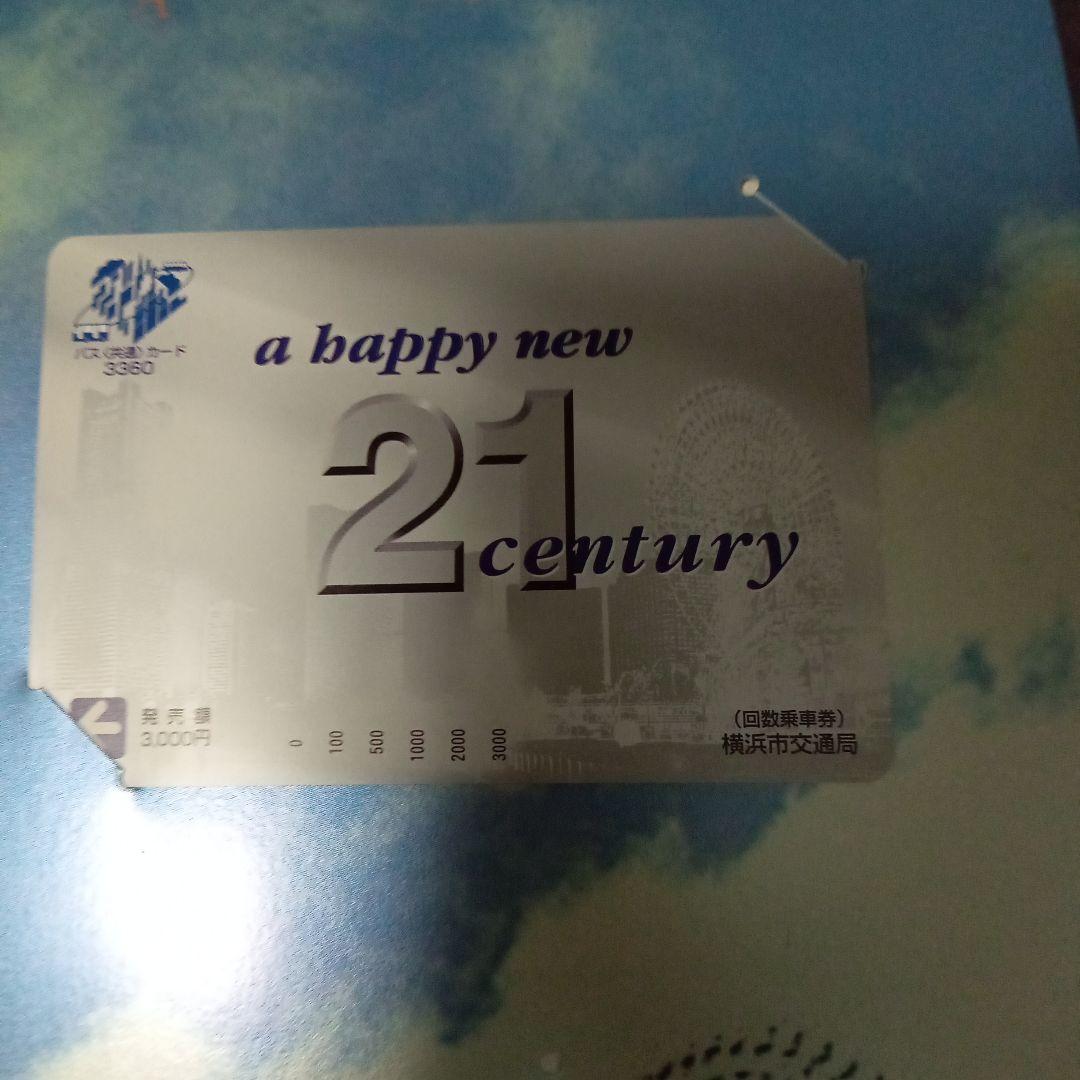 バス〈共通〉カード
3360
a happy new
21
century
発売額
3,000円
0 100 500 1000 2000 3000
（回数乗車券）
横浜市交通局